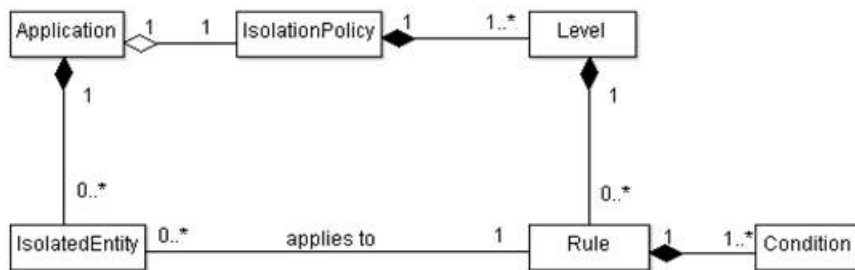 Application 1 1 IsolationPolicy 1 1..* Level
1 1
0..* 0..*
IsolatedEntity 0..* applies to 1 Rule 1 1..* Condition